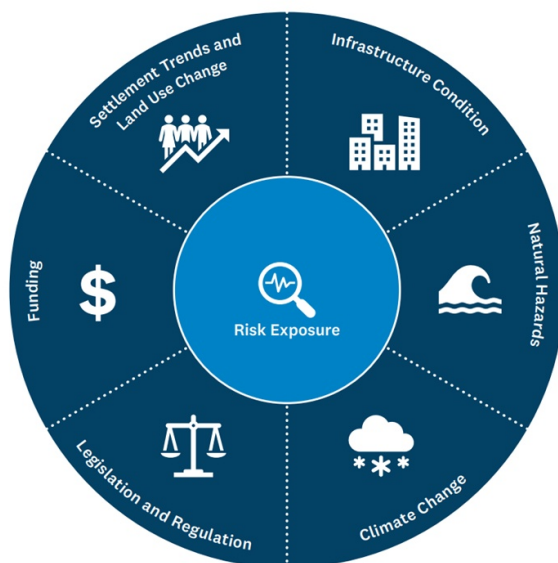 Settlement Trends and
Land Use Change
Infrastructure Condition
Natural Hazards
Climate Change
Legislation and Regulation
Funding
$
Risk Exposure